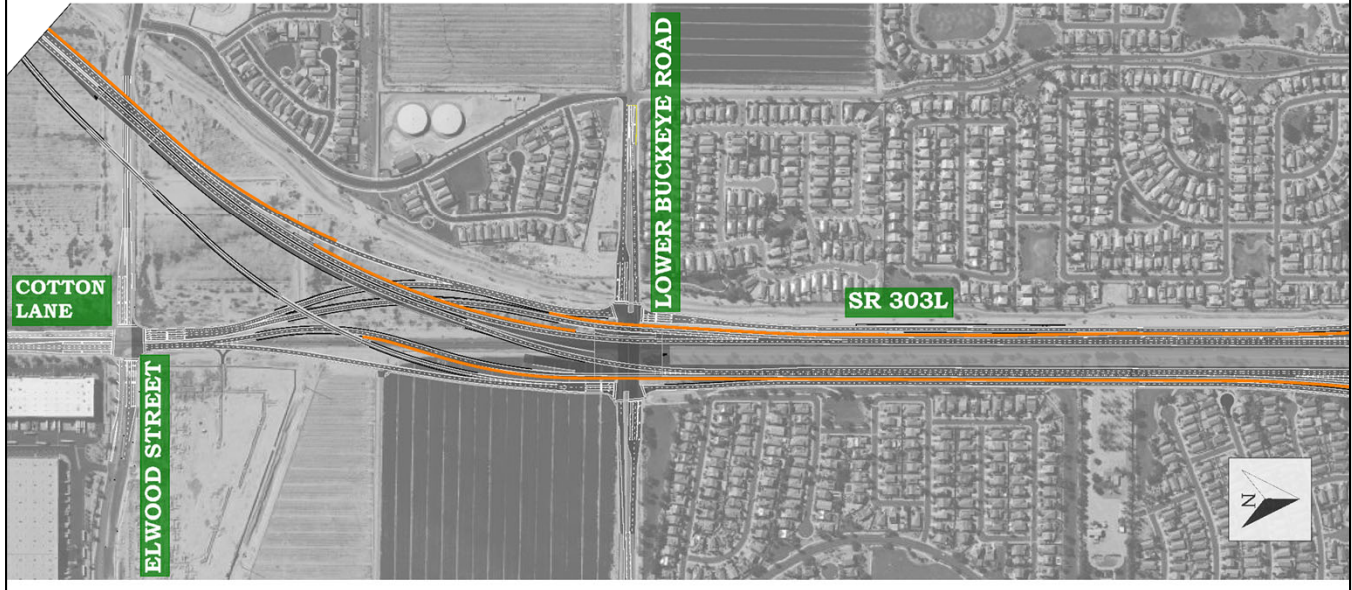 LOWER BUCKEYE ROAD
COTTON
LANE
SR 303L
ELWOOD STREET
N